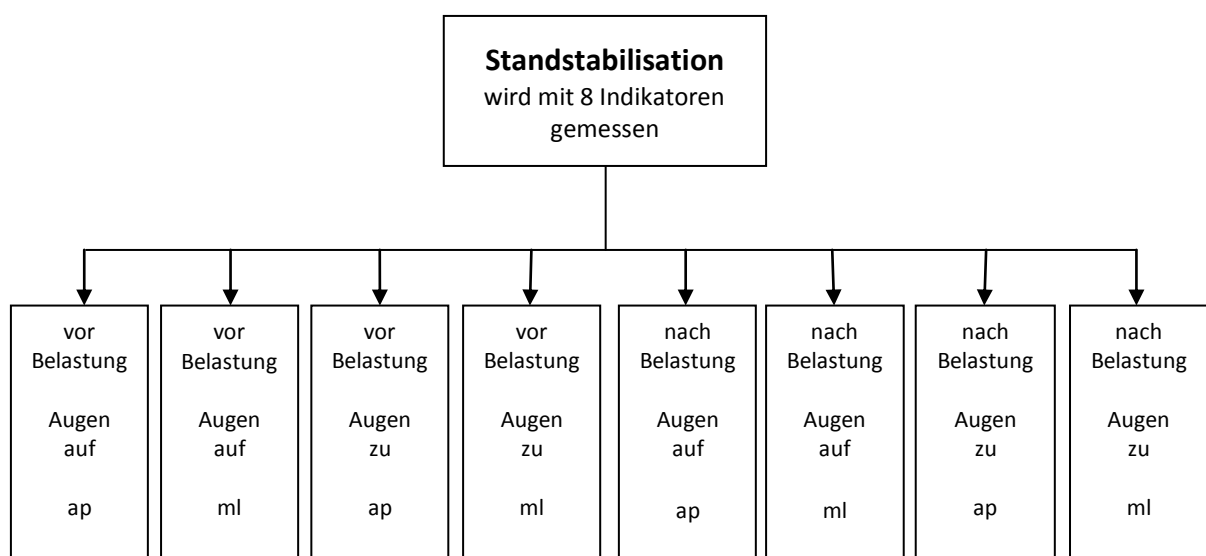 Standstabilisation
wird mit 8 Indikatoren
gemessen
vor
Belastung
Augen
auf
ap
vor
Belastung
Augen
auf
ml
vor
Belastung
Augen
zu
ap
vor
Belastung
Augen
zu
ml
nach
Belastung
Augen
auf
ap
nach
Belastung
Augen
auf
ml
nach
Belastung
Augen
zu
ap
nach
Belastung
Augen
zu
ml